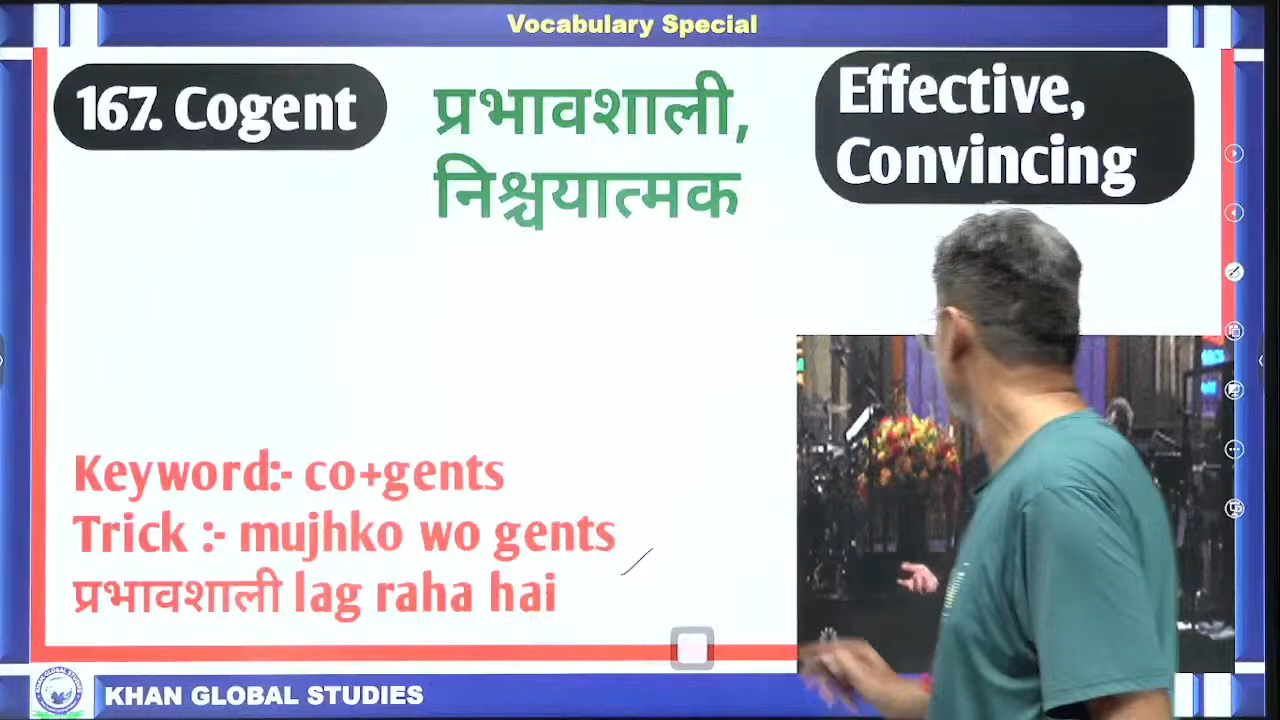 Vocabulary Special
167. Cogent
प्रभावशाली,
निश्चयात्मक
Effective,
Convincing
Keyword:- co+gents
Trick :- mujhko wo gents
प्रभावशाली lag raha hai
KHAN GLOBAL STUDIES